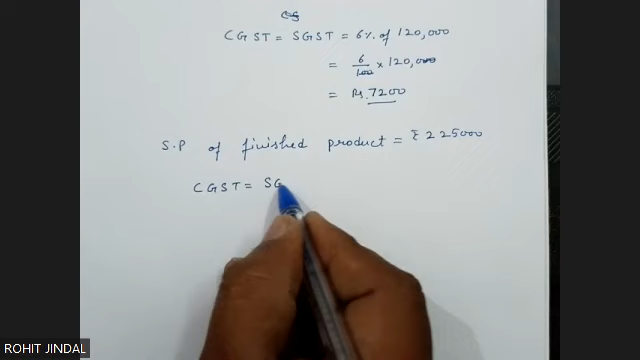 CGST = SGST = 6% of 120,000
= 6/100 x 120,000
= Rs. 7200
S.P of finished product = ₹ 225000
CGST = SG
ROHIT JINDAL